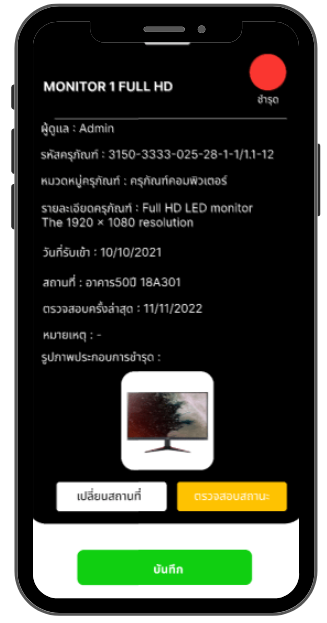 MONITOR 1 FULL HD
ชำรุด
ผู้ดูแล : Admin
รหัสครุภัณฑ์ : 3150-3333-025-28-1-1/1.1-12
หมวดหมู่ครุภัณฑ์ : ครุภัณฑ์คอมพิวเตอร์
รายละเอียดครุภัณฑ์ : Full HD LED monitor
The 1920 × 1080 resolution
วันที่รับเข้า : 10/10/2021
สถานที่ : อาคาร50ปี 18A301
ตรวจสอบครั้งล่าสุด : 11/11/2022
หมายเหตุ : -
รูปภาพประกอบการชำรุด :
เปลี่ยนสถานที่
ตรวจสอบสถานะ
บันทึก